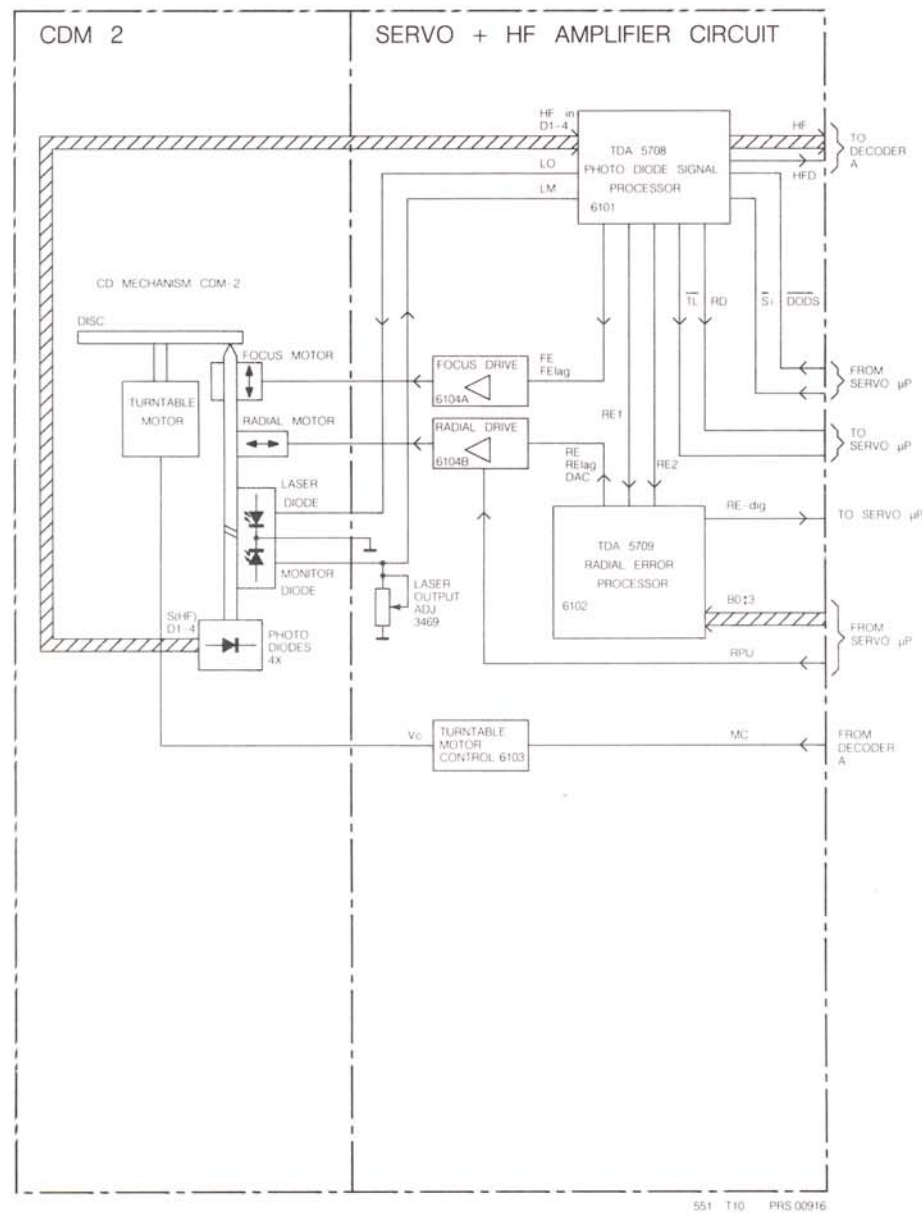 CDM 2
SERVO + HF AMPLIFIER CIRCUIT
HF in
D1-4
LO
LM
TDA 5708
PHOTO DIODE SIGNAL
PROCESSOR
6101
HF
HFD
TO
DECODER
A
CD MECHANISM CDM-2
DISC
TL
RD
Si
DODS
FOCUS MOTOR
TURNTABLE
MOTOR
RADIAL MOTOR
FOCUS DRIVE
6104A
FE
FElag
RADIAL DRIVE
6104B
RE
RElag
DAC
RE1
RE2
FROM
SERVO µP
TO
SERVO µP
LASER
DIODE
MONITOR
DIODE
LASER
OUTPUT
ADJ
3469
TDA 5709
RADIAL ERROR
PROCESSOR
6102
RE-dig
TO SERVO µP
B0:3
FROM
SERVO µP
RPU
S(HF)
D1-4
PHOTO
DIODES
4X
Vc
TURNTABLE
MOTOR
CONTROL 6103
MC
FROM
DECODER
A
551 T10 PRS 00916